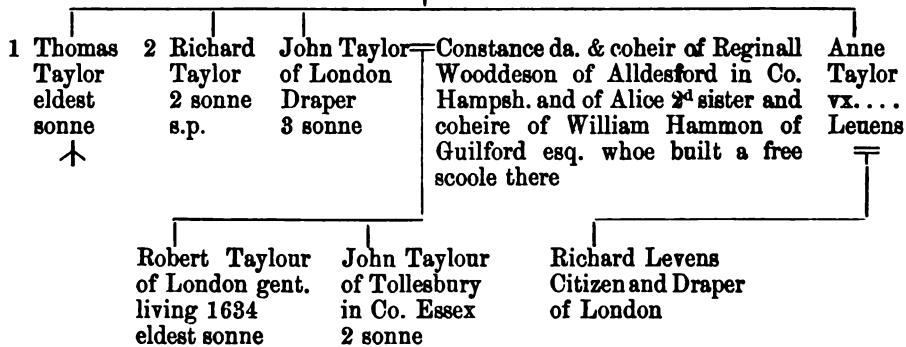 1 Thomas
Taylor
eldest
sonne
2 Richard
Taylor
2 sonne
s.p.
John Taylor
of London
Draper
3 sonne
Constance da. & coheir of Reginall
Wooddeson of Alldesford in Co.
Hampsh. and of Alice 2ᵈ sister and
coheire of William Hammon of
Guilford esq. whoe built a free
scoole there
Anne
Taylor
vx....
Leuens
Robert Taylour
of London gent.
living 1634
eldest sonne
John Taylour
of Tollesbury
in Co. Essex
2 sonne
Richard Levens
Citizen and Draper
of London